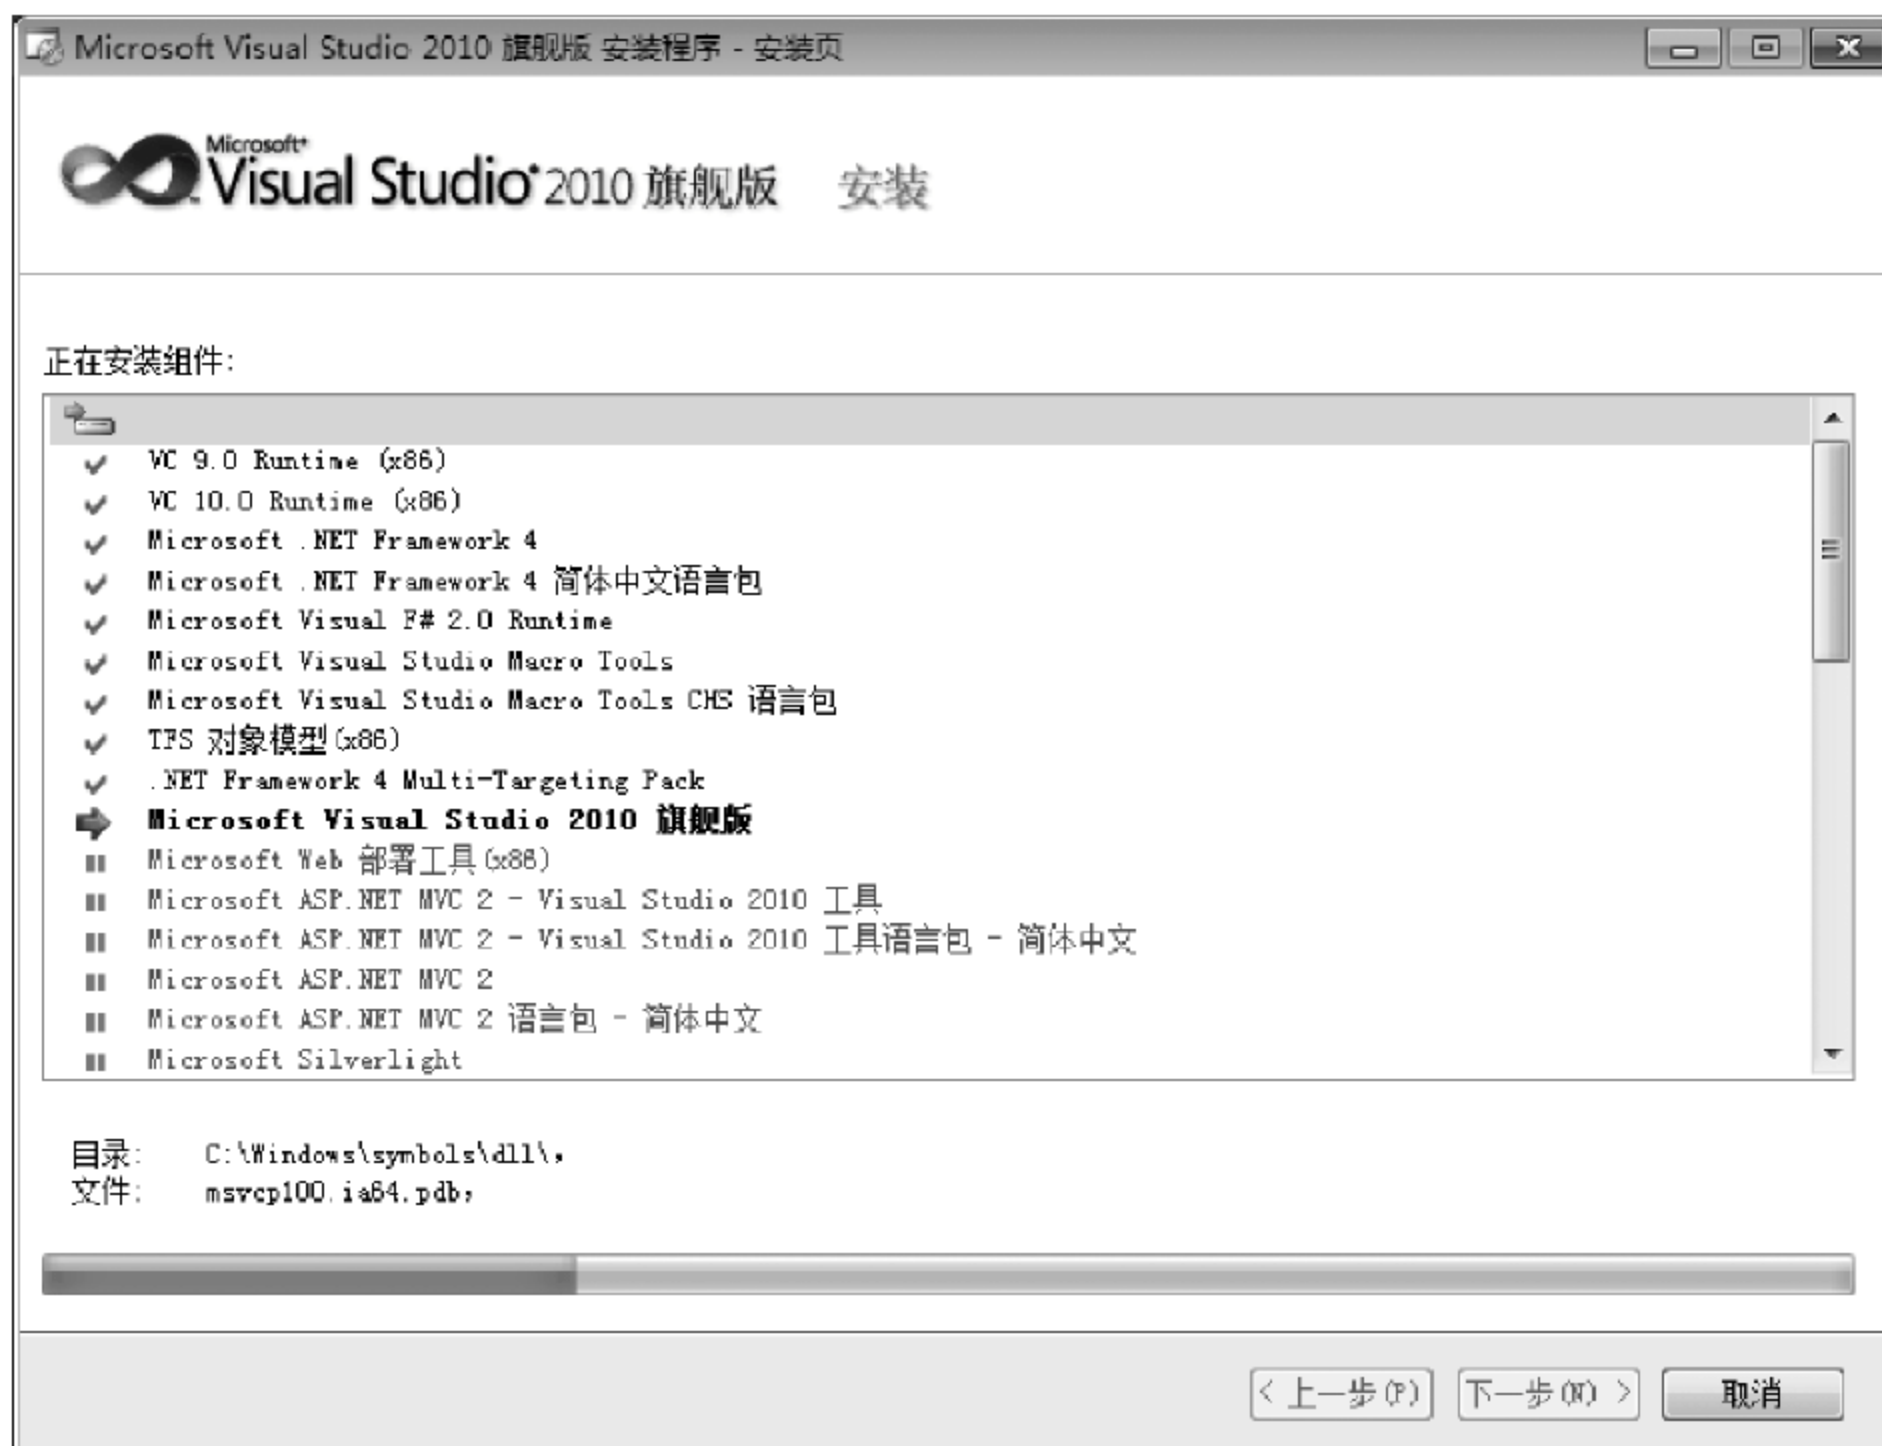 Microsoft Visual Studio 2010 旗舰版 安装程序 - 安装页
Microsoft
Visual Studio 2010 旗舰版 安装
正在安装组件:
VC 9.0 Runtime (x86)
VC 10.0 Runtime (x86)
Microsoft .NET Framework 4
Microsoft .NET Framework 4 简体中文语言包
Microsoft Visual F# 2.0 Runtime
Microsoft Visual Studio Macro Tools
Microsoft Visual Studio Macro Tools CHS 语言包
TFS 对象模型(x86)
.NET Framework 4 Multi-Targeting Pack
Microsoft Visual Studio 2010 旗舰版
Microsoft Web 部署工具(x86)
Microsoft ASP.NET MVC 2 - Visual Studio 2010 工具
Microsoft ASP.NET MVC 2 - Visual Studio 2010 工具语言包 - 简体中文
Microsoft ASP.NET MVC 2
Microsoft ASP.NET MVC 2 语言包 - 简体中文
Microsoft Silverlight
目录: C:\Windows\symbols\dll\,
文件: msvcp100.ia64.pdb,
< 上一步(P) 下一步(N) > 取消